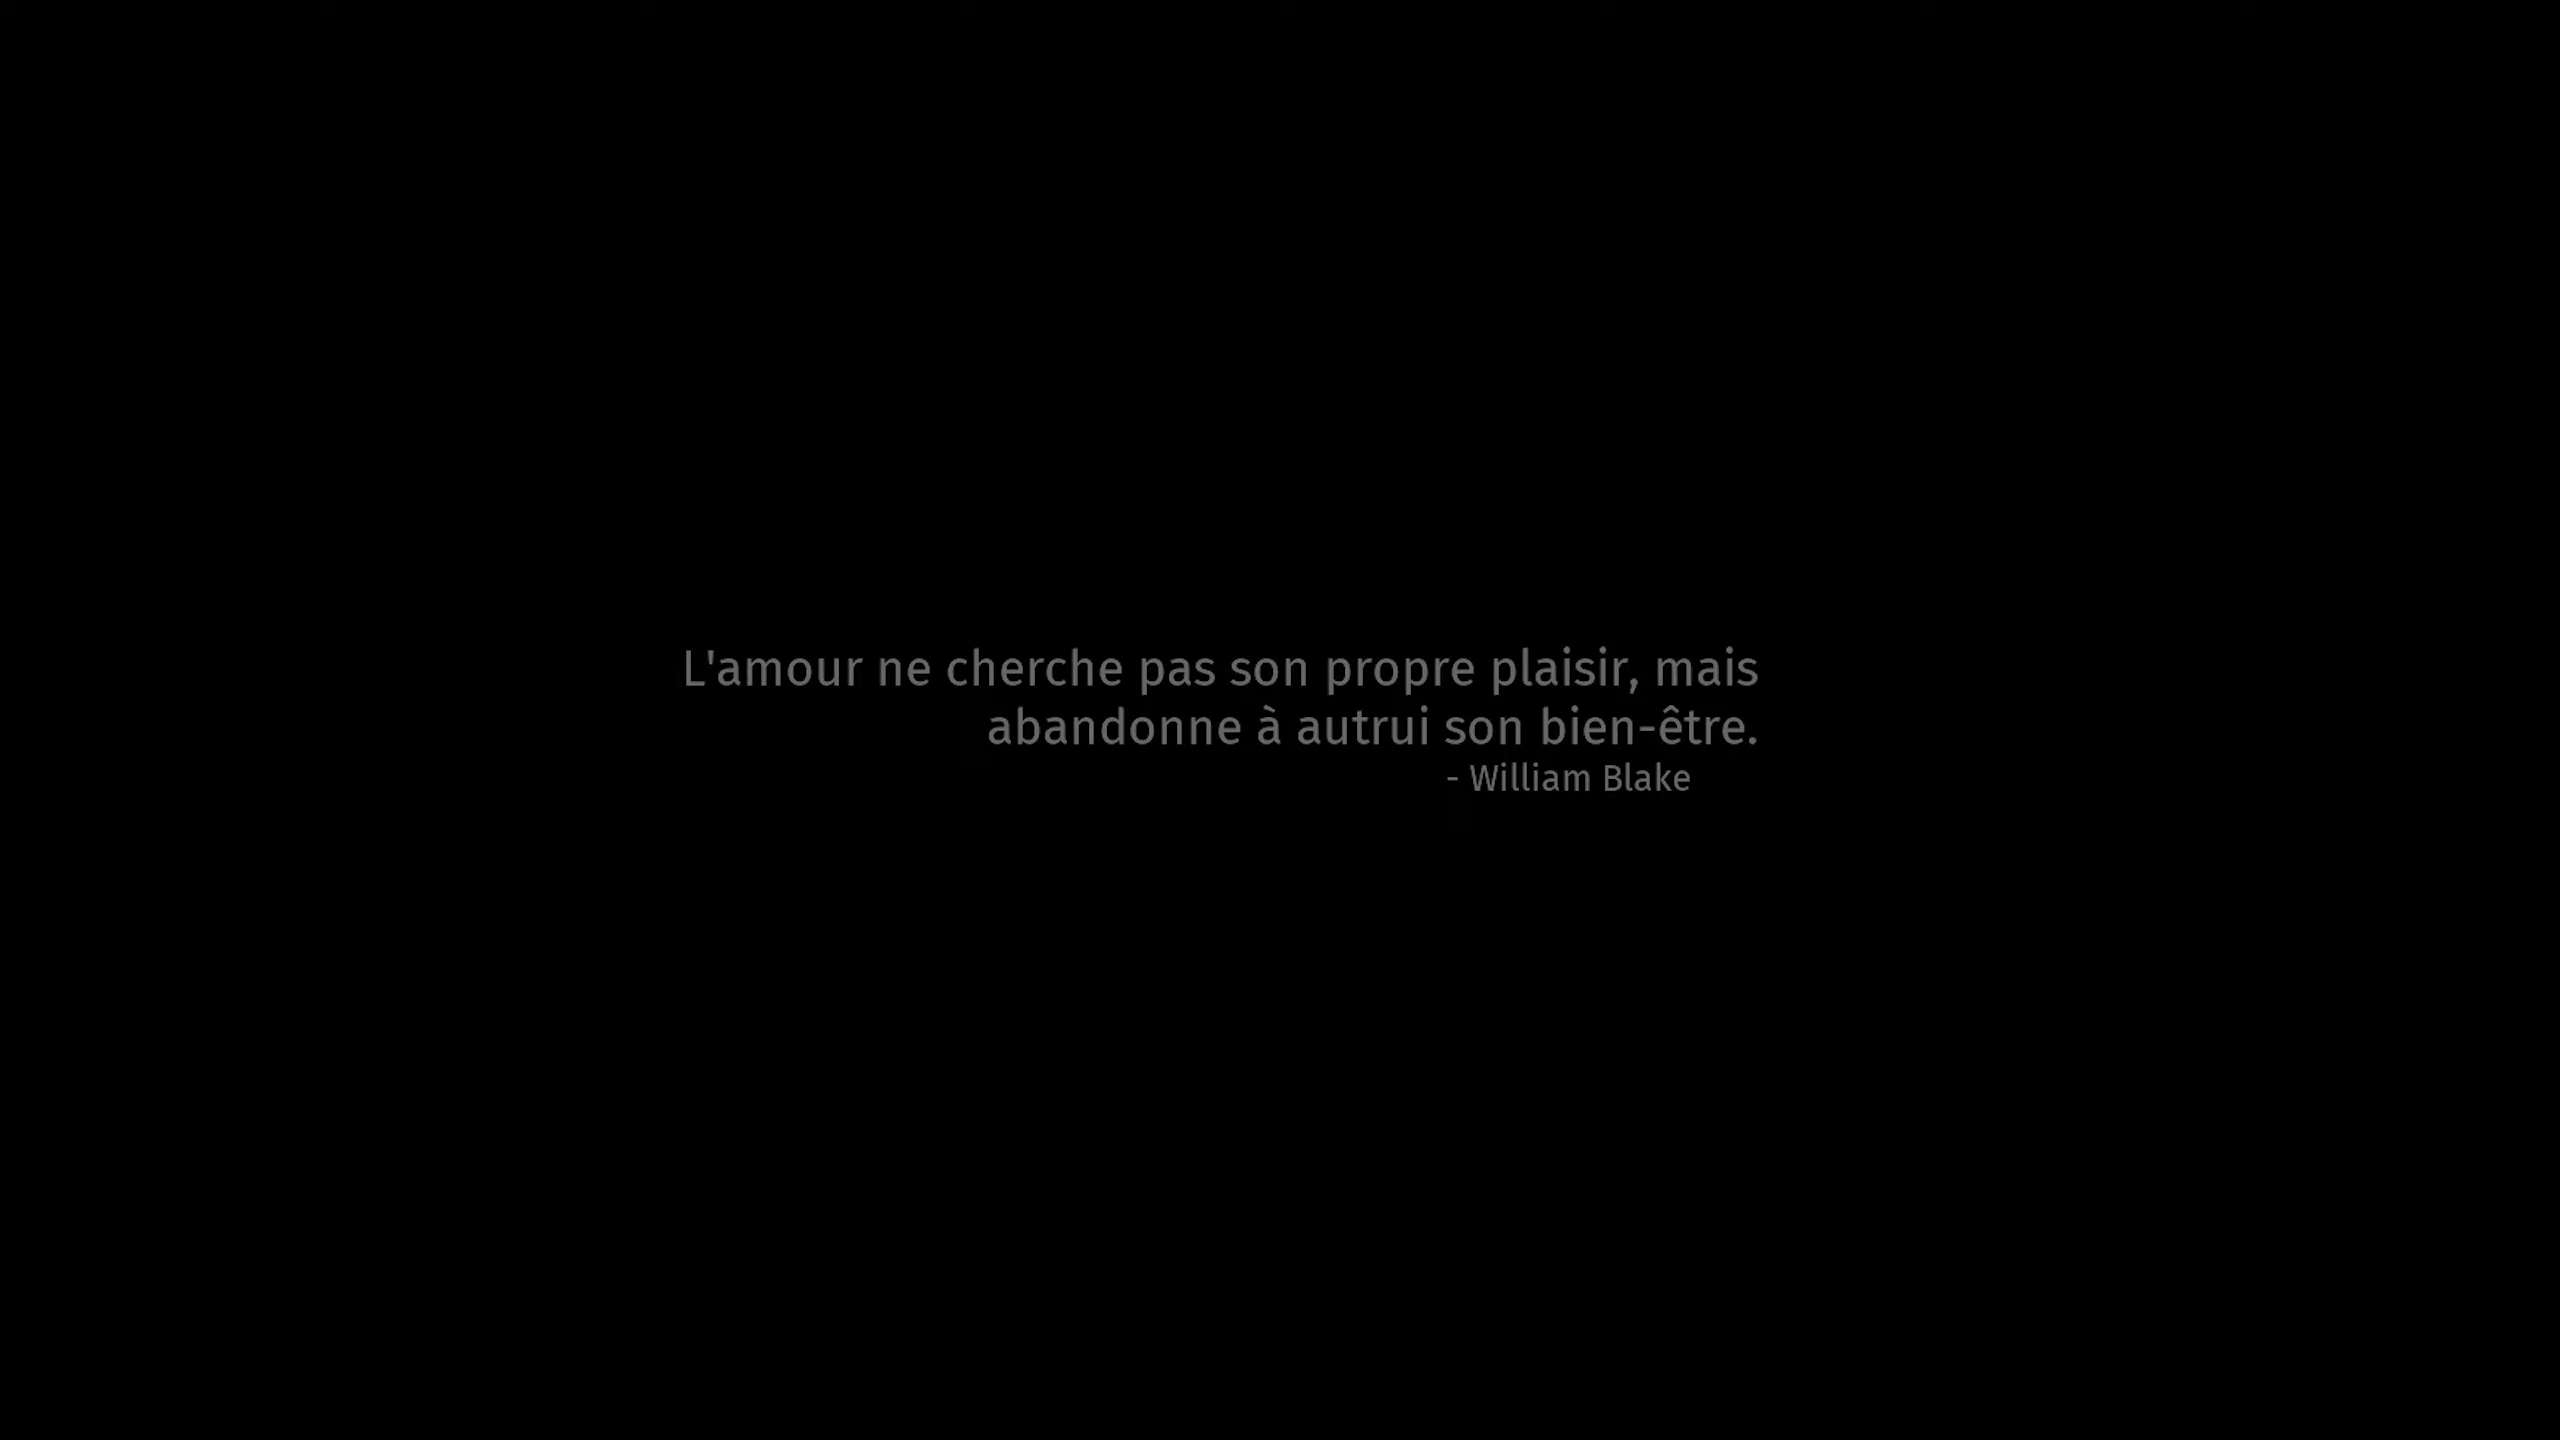 L'amour ne cherche pas son propre plaisir, mais
abandonne à autrui son bien-être.
- William Blake